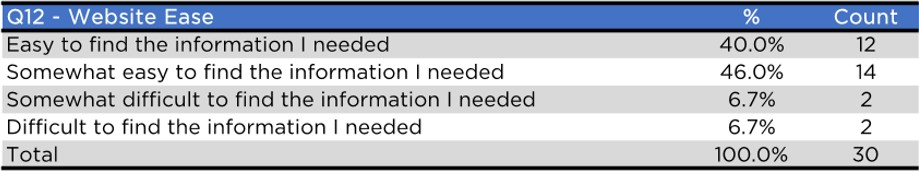 Q12 - Website Ease % Count
Easy to find the information I needed 40.0% 12
Somewhat easy to find the information I needed 46.0% 14
Somewhat difficult to find the information I needed 6.7% 2
Difficult to find the information I needed 6.7% 2
Total 100.0% 30